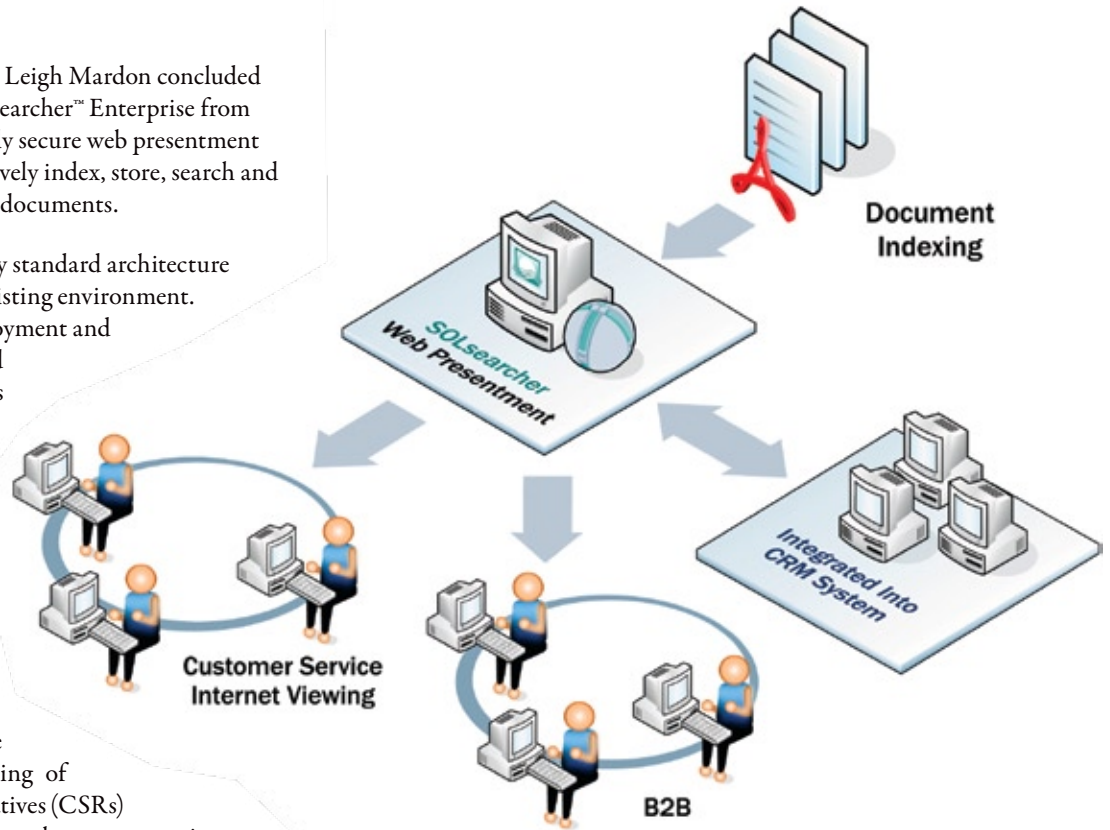 Leigh Mardon concluded
earcher™ Enterprise from
ly secure web presentment
vely index, store, search and
documents.
y standard architecture
isting environment.
oyment and
Document
Indexing
SOLsearcher
Web Presentment
Integrated Into
CRM System
Customer Service
Internet Viewing
ing of
atives (CSRs)
B2B